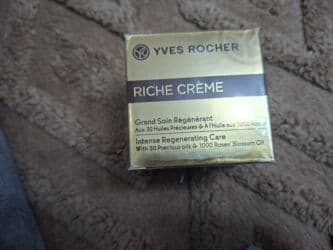 YVES ROCHER
RICHE CRÈME
Grand Soin Régénérant
Aux 30 Huiles Précieuses & A l'Huile aux 1000 Roses
Intense Regenerating Care
With 30 Precious oils & 1000 Roses' Blossom Oil